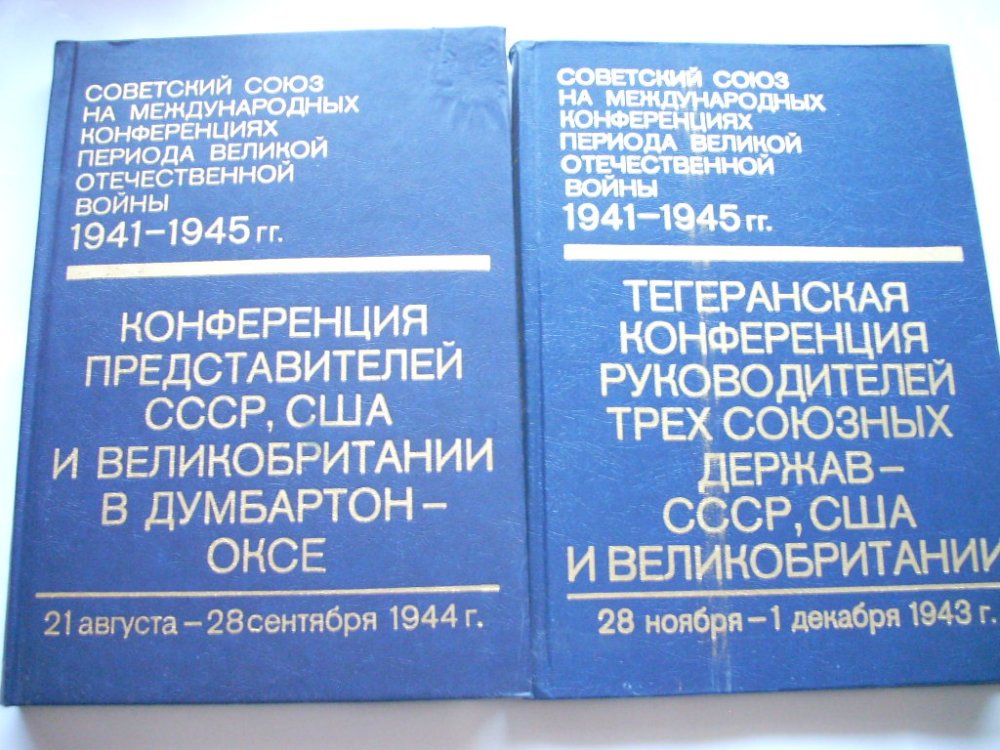 СОВЕТСКИЙ СОЮЗ
НА МЕЖДУНАРОДНЫХ
КОНФЕРЕНЦИЯХ
ПЕРИОДА ВЕЛИКОЙ
ОТЕЧЕСТВЕННОЙ
ВОЙНЫ
1941–1945 гг.
КОНФЕРЕНЦИЯ
ПРЕДСТАВИТЕЛЕЙ
СССР, США
И ВЕЛИКОБРИТАНИИ
В ДУМБАРТОН –
ОКСЕ
21 августа – 28 сентября 1944 г.
СОВЕТСКИЙ СОЮЗ
НА МЕЖДУНАРОДНЫХ
КОНФЕРЕНЦИЯХ
ПЕРИОДА ВЕЛИКОЙ
ОТЕЧЕСТВЕННОЙ
ВОЙНЫ
1941–1945 гг.
ТЕГЕРАНСКАЯ
КОНФЕРЕНЦИЯ
РУКОВОДИТЕЛЕЙ
ТРЕХ СОЮЗНЫХ
ДЕРЖАВ –
СССР, США
И ВЕЛИКОБРИТАНИИ
28 ноября – 1 декабря 1943 г.